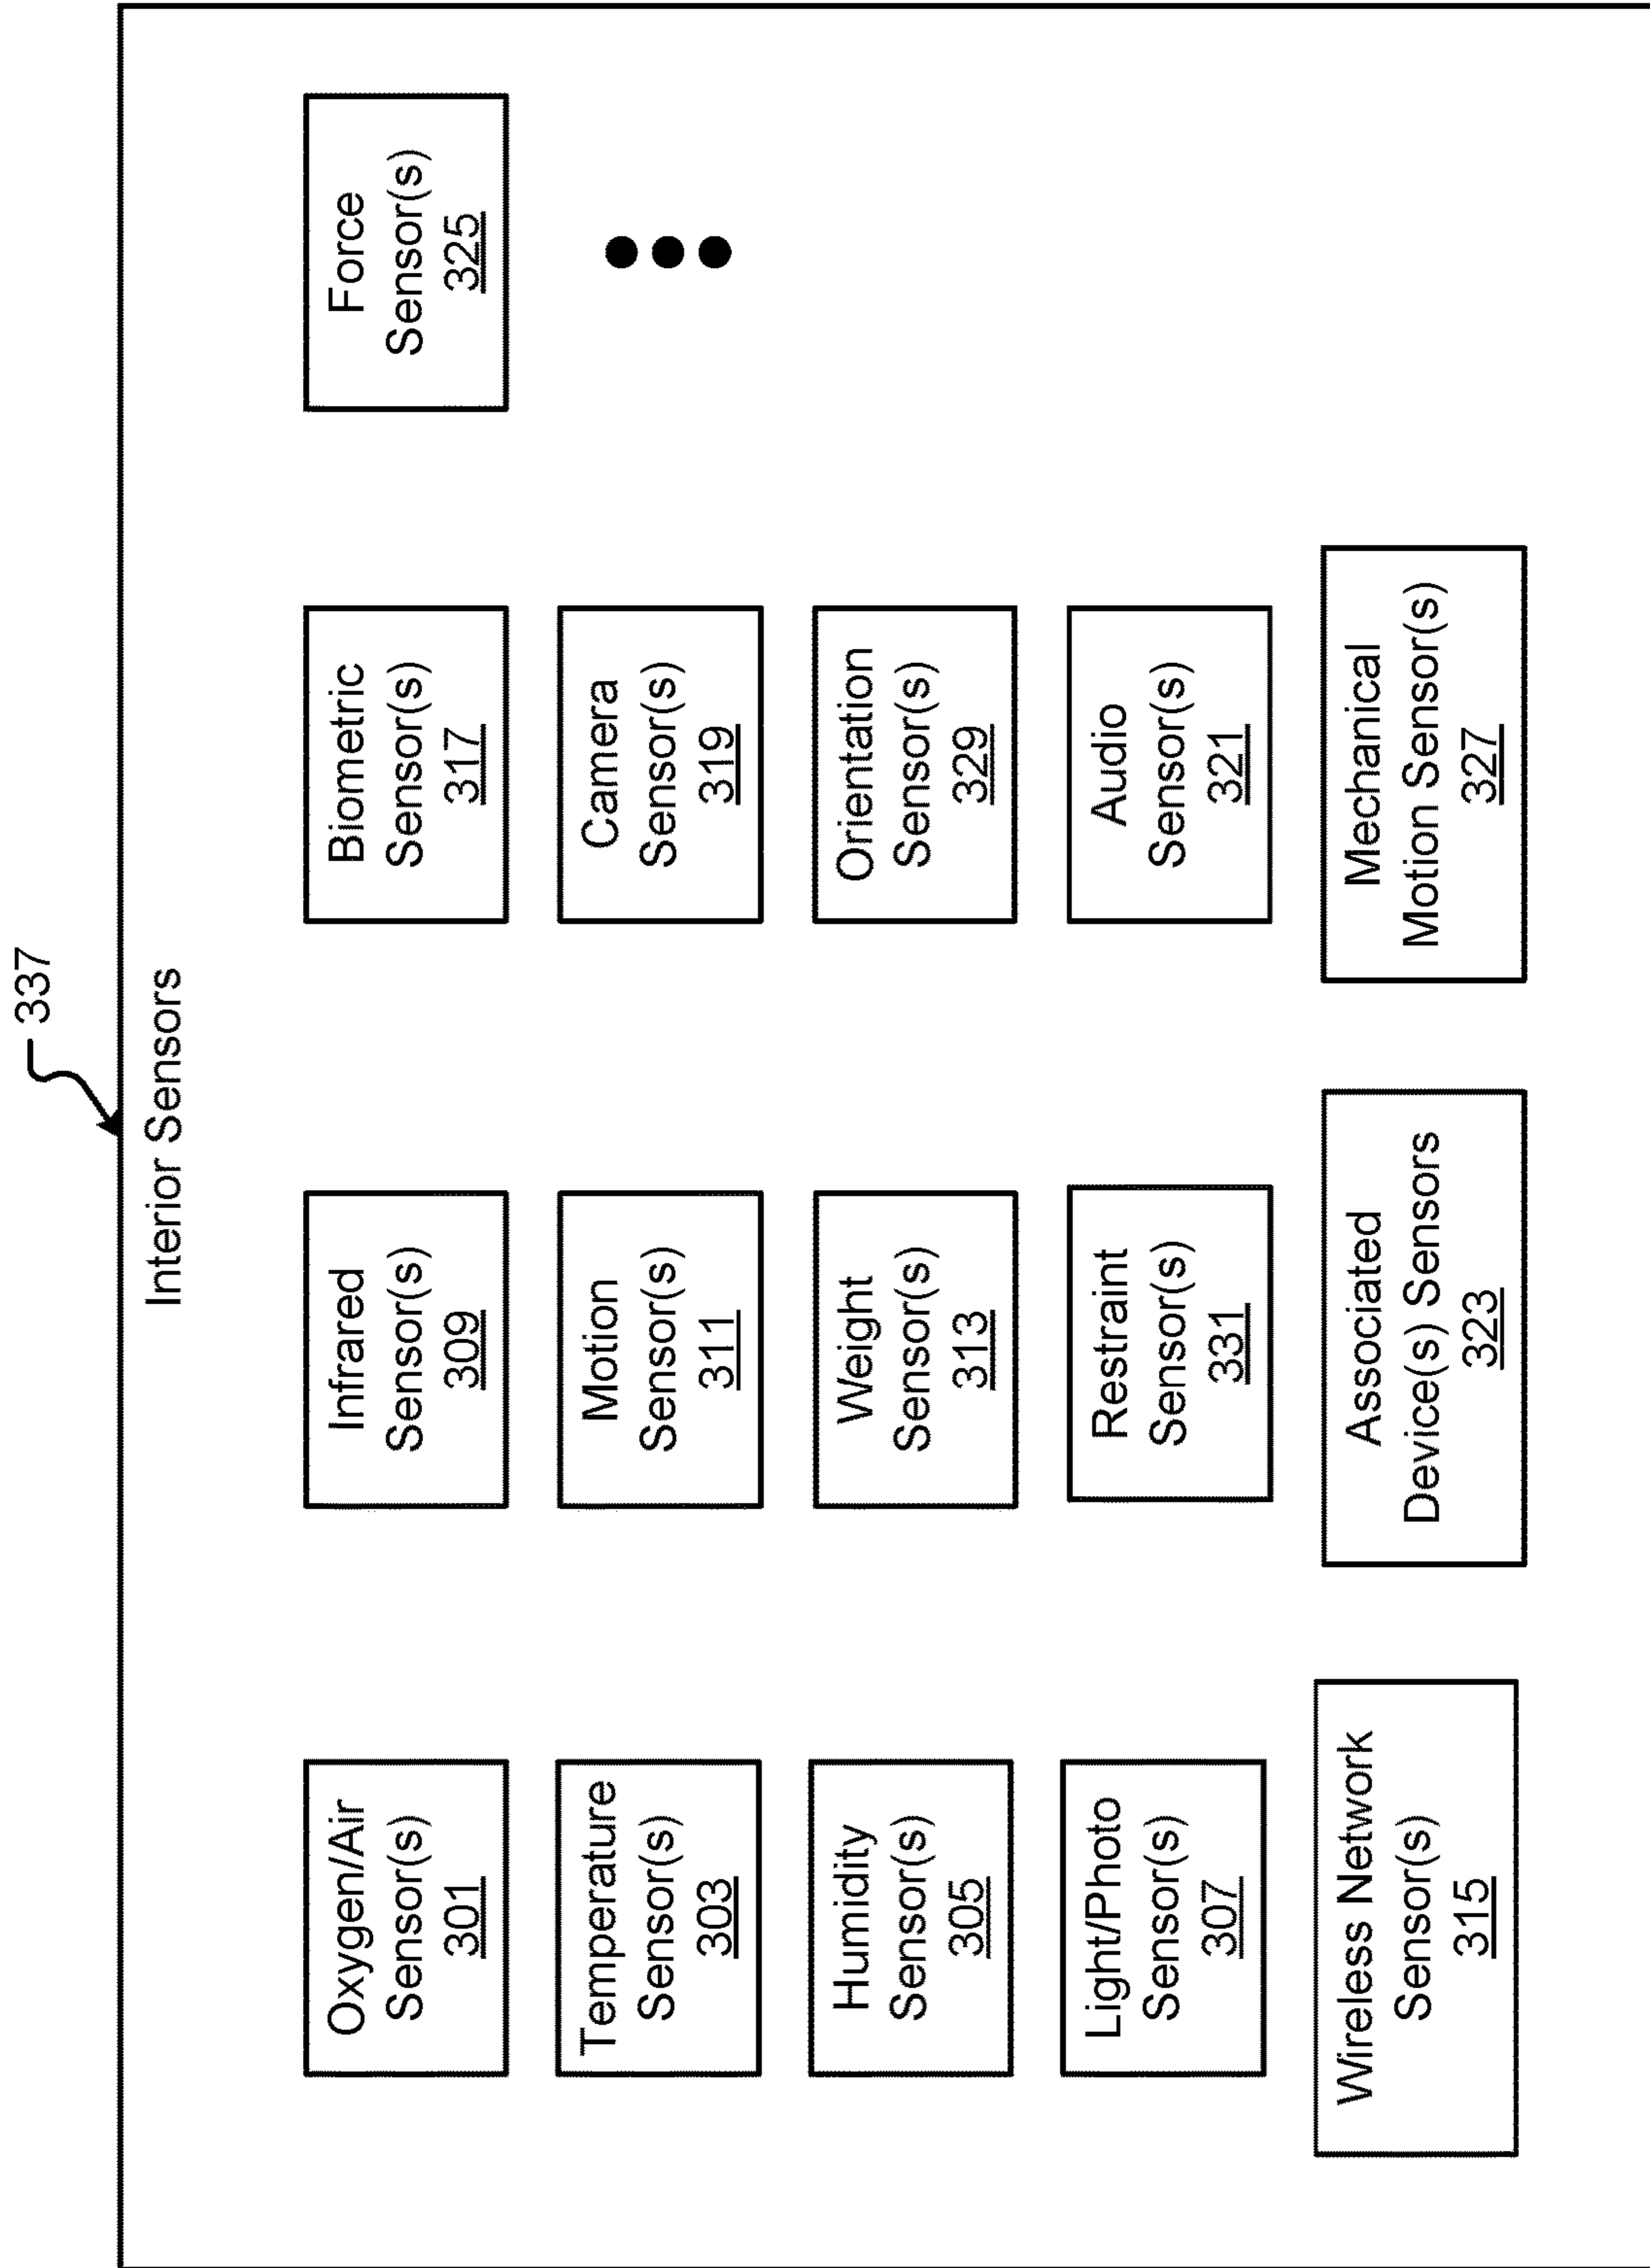 337
Interior Sensors
Oxygen/Air
Sensor(s)
301
Temperature
Sensor(s)
303
Humidity
Sensor(s)
305
Light/Photo
Sensor(s)
307
Wireless Network
Sensor(s)
315
Infrared
Sensor(s)
309
Motion
Sensor(s)
311
Weight
Sensor(s)
313
Restraint
Sensor(s)
331
Associated
Device(s) Sensors
323
Biometric
Sensor(s)
317
Camera
Sensor(s)
319
Orientation
Sensor(s)
329
Audio
Sensor(s)
321
Mechanical
Motion Sensor(s)
327
Force
Sensor(s)
325